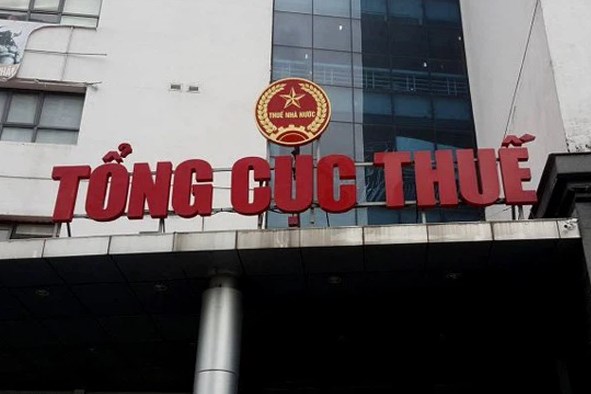 THUẾ NHÀ NƯỚC
TỔNG CỤC THUẾ